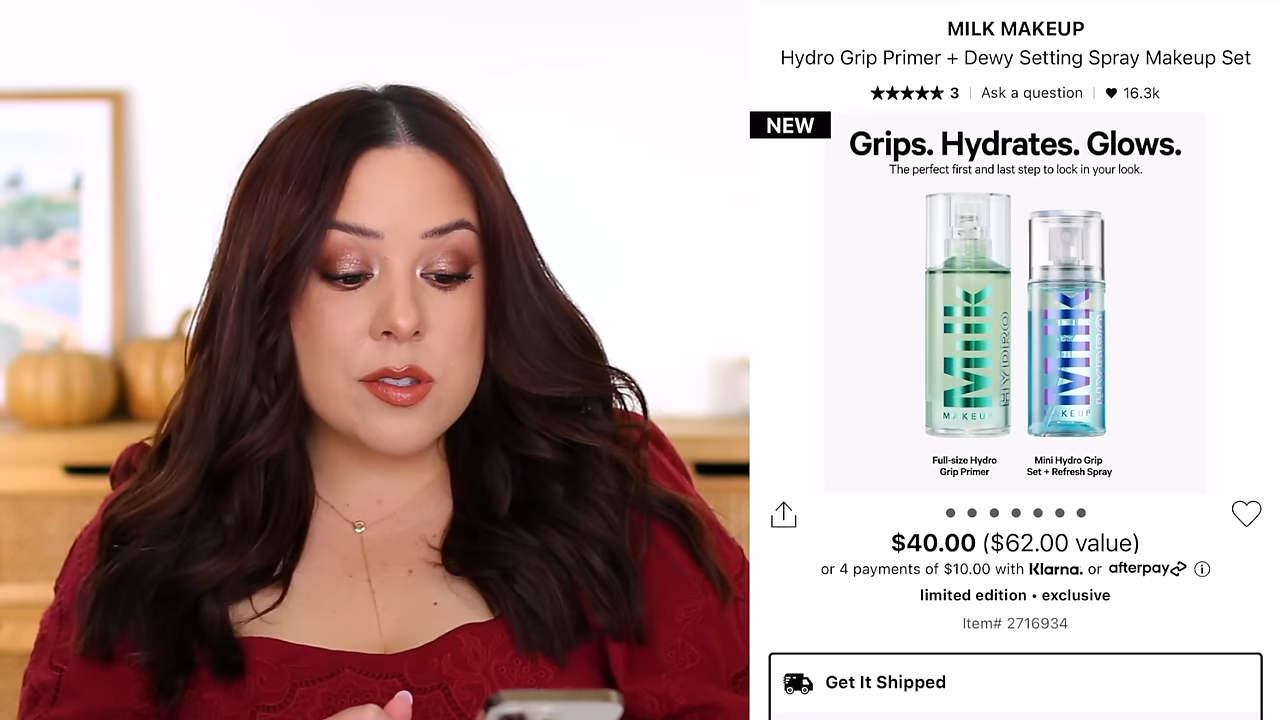 MILK MAKEUP
Hydro Grip Primer + Dewy Setting Spray Makeup Set
3 | Ask a question | 16.3k
NEW
Grips. Hydrates. Glows.
The perfect first and last step to lock in your look.
Milk
HYDRO
MAKEUP
Milk
HYDRO
MAKEUP
Full-size Hydro
Grip Primer
Mini Hydro Grip
Set + Refresh Spray
$40.00 ($62.00 value)
or 4 payments of $10.00 with Klarna. or afterpay
limited edition • exclusive
Item# 2716934
Get It Shipped